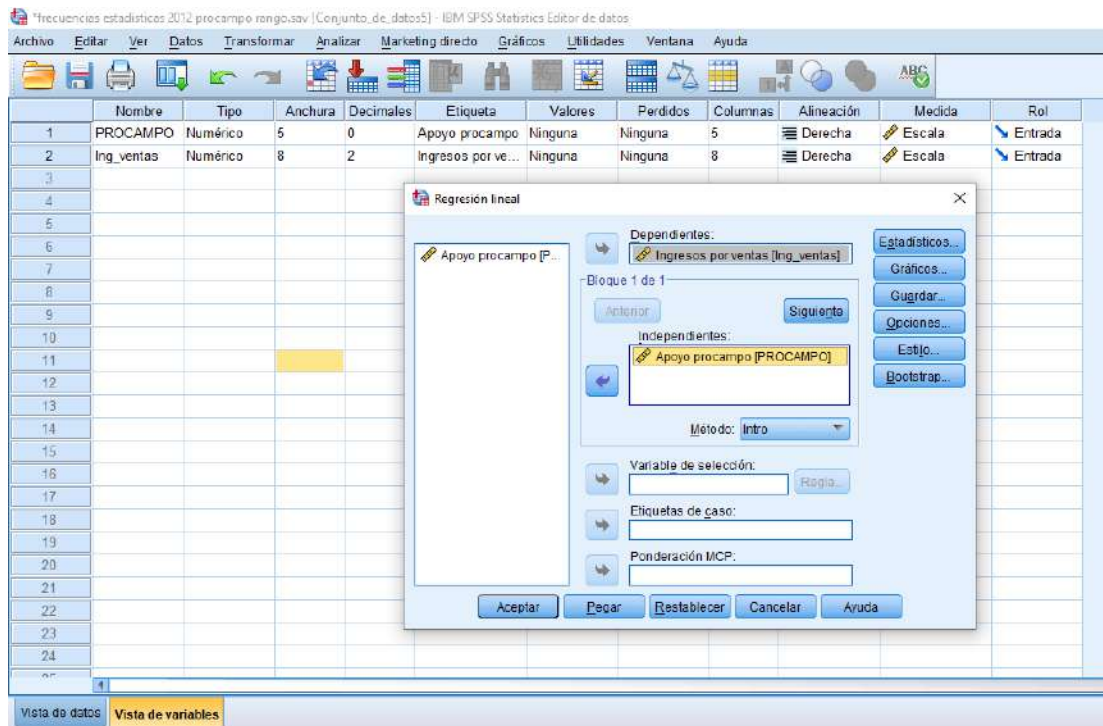 *frecuencias estadisticas 2012 procampo rango.sav [Conjunto_de_datos5] - IBM SPSS Statistics Editor de datos
Archivo Editar Ver Datos Transformar Analizar Marketing directo Gráficos Utilidades Ventana Ayuda
ABC
Nombre Tipo Anchura Decimales Etiqueta Valores Perdidos Columnas Alineación Medida Rol
1 PROCAMPO Numérico 5 0 Apoyo procampo Ninguna Ninguna 5 Derecha Escala Entrada
2 Ing_ventas Numérico 8 2 Ingresos por ve... Ninguna Ninguna 8 Derecha Escala Entrada
3
4
5
6
7
8
9
10
11
12
13
14
15
16
17
18
19
20
21
22
23
24
Regresión lineal
Apoyo procampo [P...
Dependientes:
Ingresos por ventas [Ing_ventas]
Bloque 1 de 1
Anterior
Siguiente
Independientes:
Apoyo procampo [PROCAMPO]
Método: Intro
Variable de selección:
Regla...
Etiquetas de caso:
Ponderación MCP:
Estadísticos...
Gráficos...
Guardar...
Opciones...
Estilo...
Bootstrap...
Aceptar Pegar Restablecer Cancelar Ayuda
Vista de datos Vista de variables